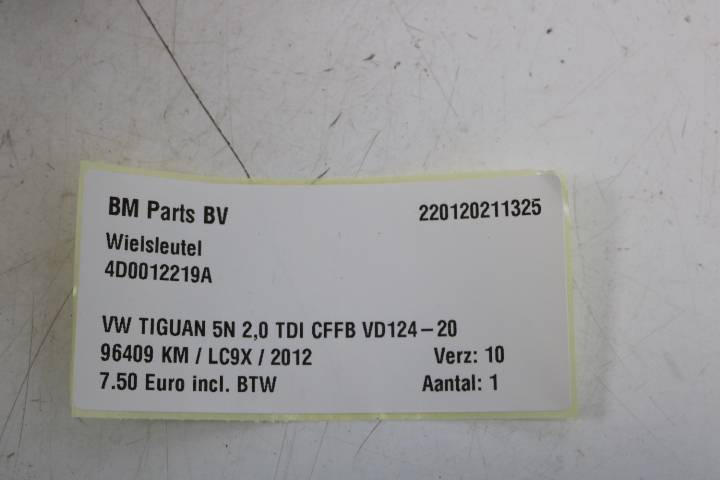 BM Parts BV 220120211325
Wielsleutel
4D0012219A
VW TIGUAN 5N 2,0 TDI CFFB VD124-20
96409 KM / LC9X / 2012 Verz: 10
7.50 Euro incl. BTW Aantal: 1